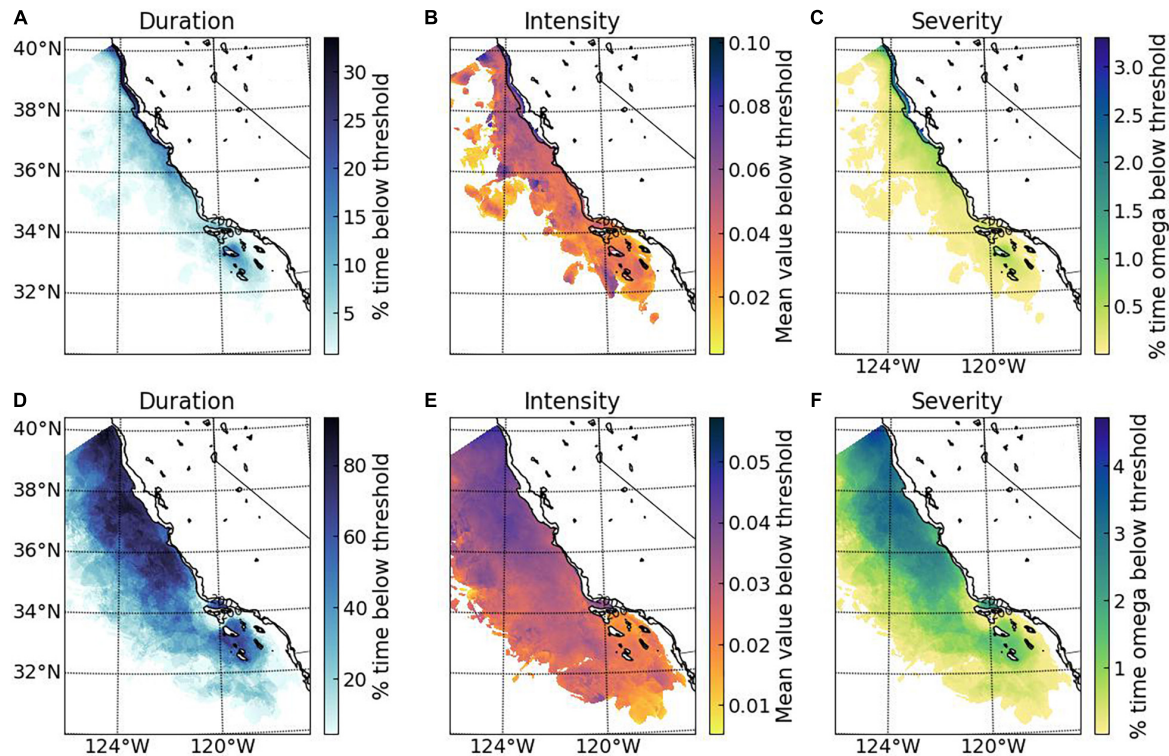 A
Duration
B
Intensity
C
Severity
40°N
38°N
36°N
34°N
32°N
30
25
20
15
10
5
% time below threshold
0.10
0.08
0.06
0.04
0.02
Mean value below threshold
3.0
2.5
2.0
1.5
1.0
0.5
% time omega below threshold
124°W
120°W
D
Duration
E
Intensity
F
Severity
40°N
38°N
36°N
34°N
32°N
80
60
40
20
% time below threshold
0.05
0.04
0.03
0.02
0.01
Mean value below threshold
4
3
2
1
% time omega below threshold
124°W
120°W
124°W
120°W
124°W
120°W